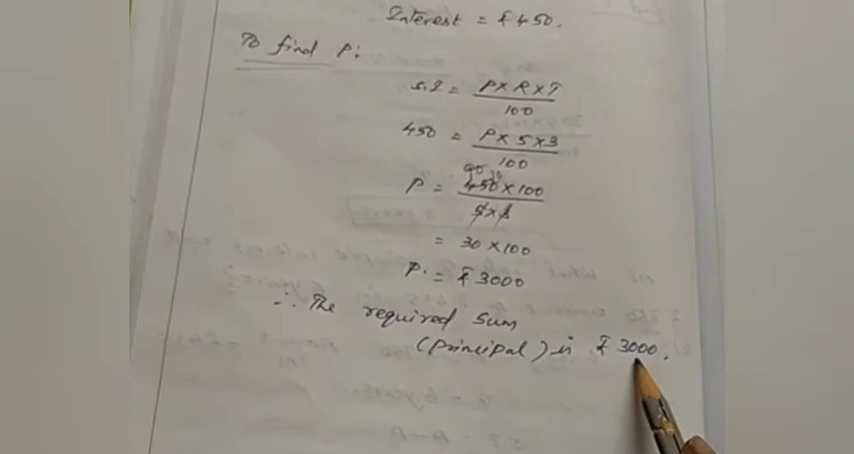 Interest = ₹ 450.
To find P:
S.I = P×R×T
100
450 = P×5×3
100
90 30
P = 450×100
5×3
= 30×100
P. = ₹ 3000
∴ The required sum
(principal) is ₹ 3000.